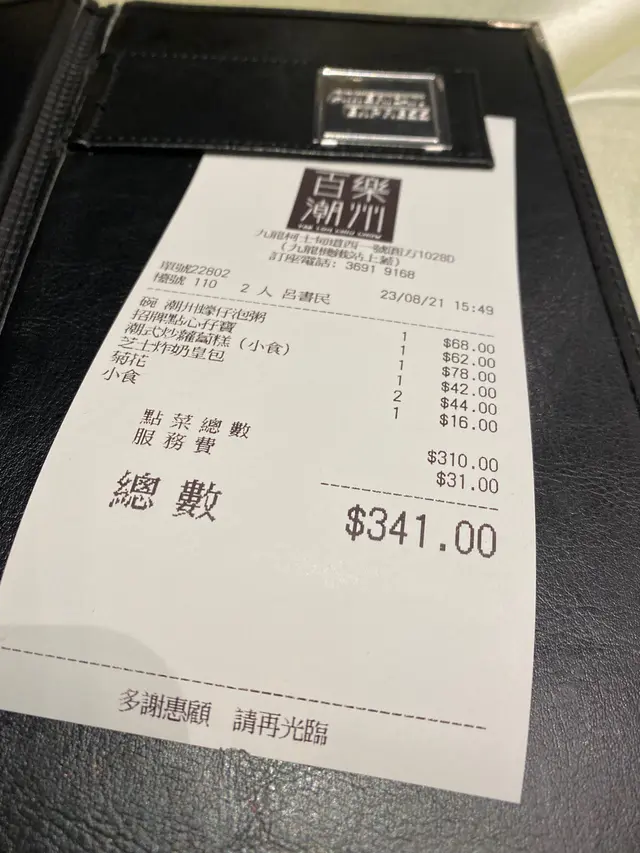 百樂
潮州
PAK LOH CHIU CHOW
九龍柯士甸道西一號圓方1028D
(九龍機鐵站上蓋)
訂座電話: 3691 9168
單號22802
檯號 110 2 人 呂書民 23/08/21 15:49
碗 潮州蠔仔泡粥 1 $68.00
招牌點心孖寶 1 $62.00
潮式炒蘿蔔糕 (小食) 1 $78.00
芝士炸奶皇包 1 $42.00
菊花 2 $44.00
小食 1 $16.00
點菜總數 $310.00
服務費 $31.00
總數 $341.00
多謝惠顧 請再光臨